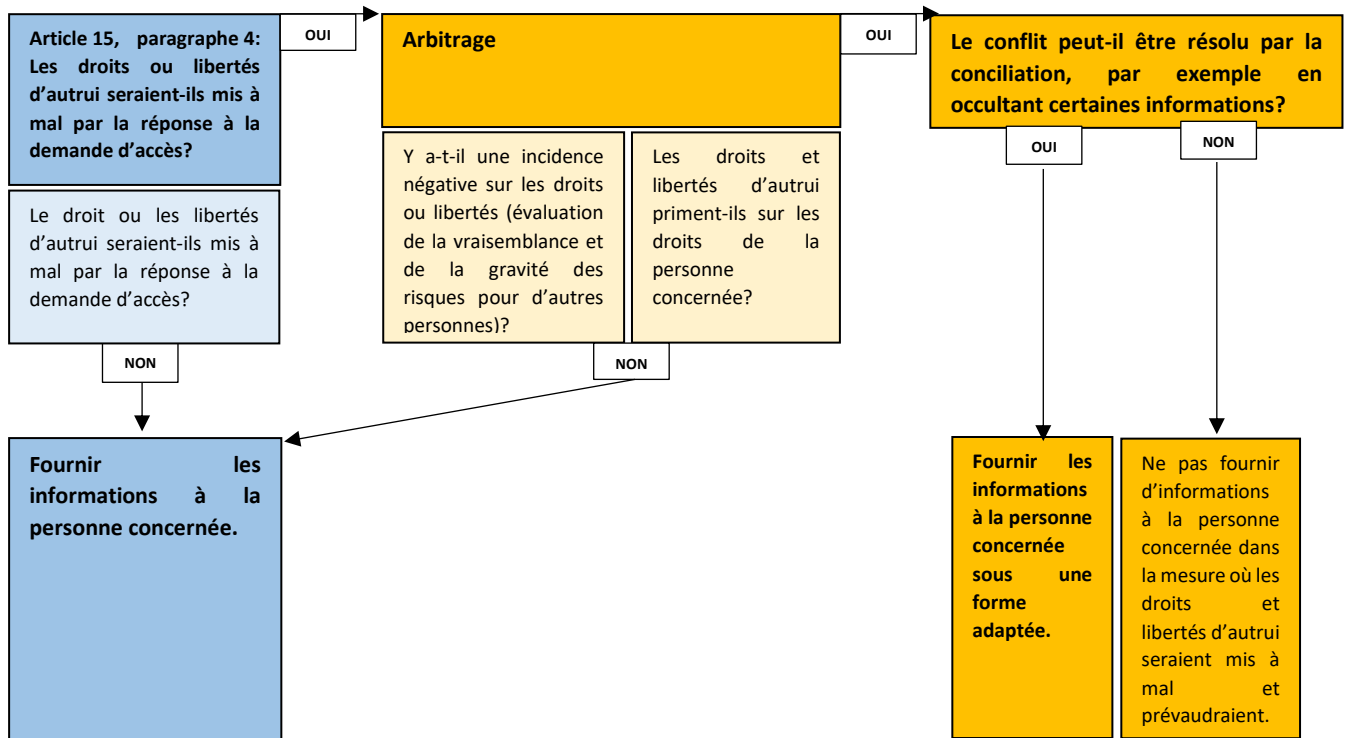 Article 15, paragraphe 4:
Les droits ou libertés
d’autrui seraient-ils mis à
mal par la réponse à la
demande d’accès?
OUI
Arbitrage
OUI
Le conflit peut-il être résolu par la
conciliation, par exemple en
occultant certaines informations?
Le droit ou les libertés
d’autrui seraient-ils mis à
mal par la réponse à la
demande d’accès?
NON
Y a-t-il une incidence
négative sur les droits
ou libertés (évaluation
de la vraisemblance et
de la gravité des
risques pour d’autres
personnes)?
Les droits et
libertés d’autrui
priment-ils sur les
droits de la
personne
concernée?
NON
OUI
NON
Fournir les
informations à la
personne concernée.
Fournir les
informations
à la personne
concernée
sous une
forme
adaptée.
Ne pas fournir
d’informations
à la personne
concernée dans
la mesure où les
droits et
libertés d’autrui
seraient mis à
mal et
prévaudraient.